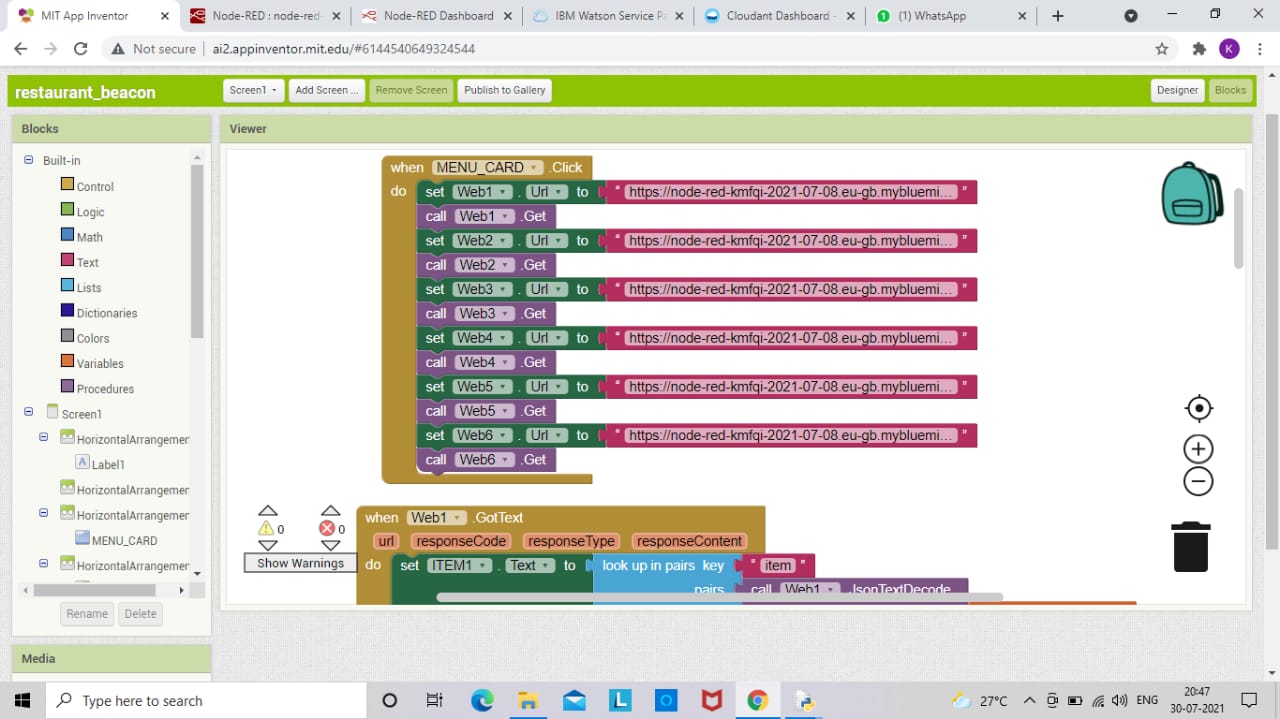 MIT App Inventor
Node-RED : node-red-
Node-RED Dashboard
IBM Watson Service Pa
Cloudant Dashboard -
(1) WhatsApp
Not secure
ai2.appinventor.mit.edu/#6144540649324544
K
restaurant_beacon
Screen1
Add Screen ...
Remove Screen
Publish to Gallery
Designer
Blocks
Blocks
Viewer
Built-in
Control
Logic
Math
Text
Lists
Dictionaries
Colors
Variables
Procedures
Screen1
HorizontalArrangemer
Label1
HorizontalArrangemer
HorizontalArrangemer
MENU_CARD
HorizontalArrangemer
Rename
Delete
Media
when MENU_CARD .Click
do set Web1 . Url to " https://node-red-kmfqi-2021-07-08.eu-gb.mybluemi... "
call Web1 .Get
set Web2 . Url to " https://node-red-kmfqi-2021-07-08.eu-gb.mybluemi... "
call Web2 .Get
set Web3 . Url to " https://node-red-kmfqi-2021-07-08.eu-gb.mybluemi... "
call Web3 .Get
set Web4 . Url to " https://node-red-kmfqi-2021-07-08.eu-gb.mybluemi... "
call Web4 .Get
set Web5 . Url to " https://node-red-kmfqi-2021-07-08.eu-gb.mybluemi... "
call Web5 .Get
set Web6 . Url to " https://node-red-kmfqi-2021-07-08.eu-gb.mybluemi... "
call Web6 .Get
when Web1 .GotText
url responseCode responseType responseContent
do set ITEM1 . Text to look up in pairs key " item "
pairs call Web1 .JsonTextDecode
0
0
Show Warnings
Type here to search
27°C
ENG
20:47
30-07-2021